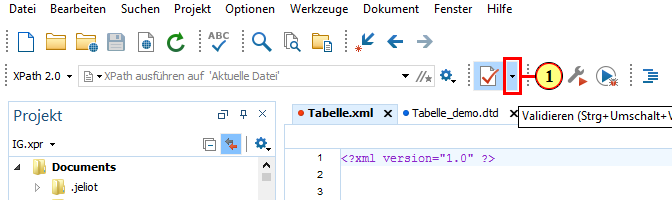 Datei Bearbeiten Suchen Projekt Optionen Werkzeuge Dokument Fenster Hilfe
ABC
XPath 2.0 XPath ausführen auf 'Aktuelle Datei'
1
Projekt
Tabelle.xml Tabelle_demo.dtd
Validieren (Strg+Umschalt+V
IG.xpr
1 <?xml version="1.0" ?>
Documents
2
.jeliot
3